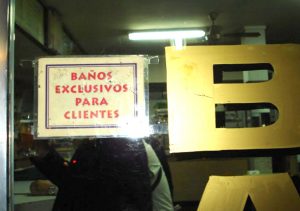 BAÑOS
EXCLUSIVOS
PARA
CLIENTES
B
A